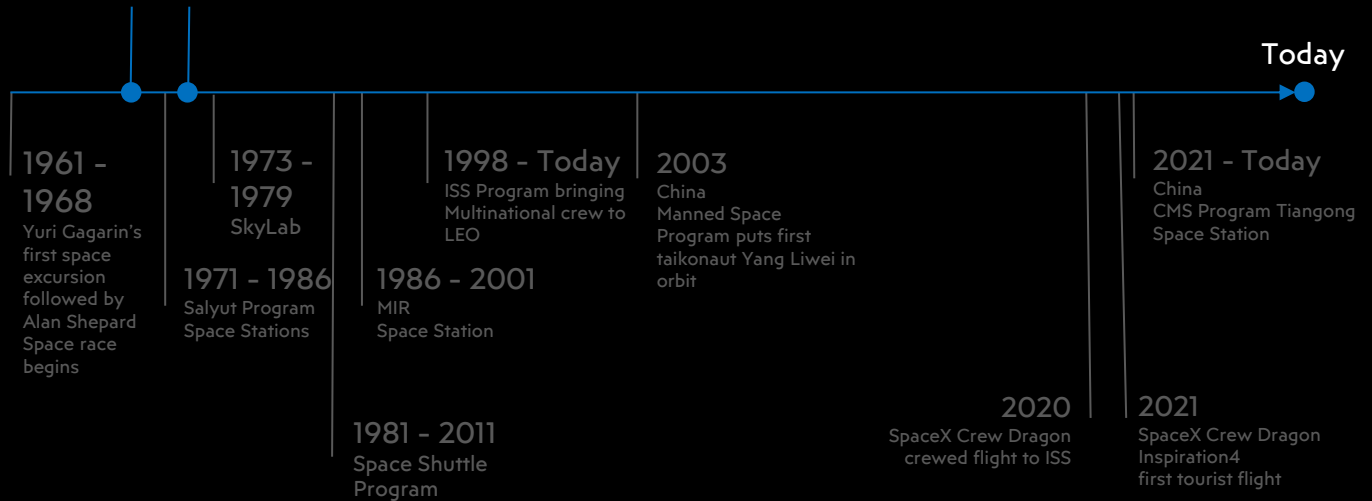 Today
1961 -
1968
Yuri Gagarin's
first space
excursion
followed by
Alan Shepard
Space race
begins
1971 - 1986
Salyut Program
Space Stations
1973 -
1979
SkyLab
1981 - 2011
Space Shuttle
Program
1986 - 2001
MIR
Space Station
1998 - Today
ISS Program bringing
Multinational crew to
LEO
2003
China
Manned Space
Program puts first
taikonaut Yang Liwei in
orbit
2020
SpaceX Crew Dragon
crewed flight to ISS
2021
SpaceX Crew Dragon
Inspiration4
first tourist flight
2021 - Today
China
CMS Program Tiangong
Space Station